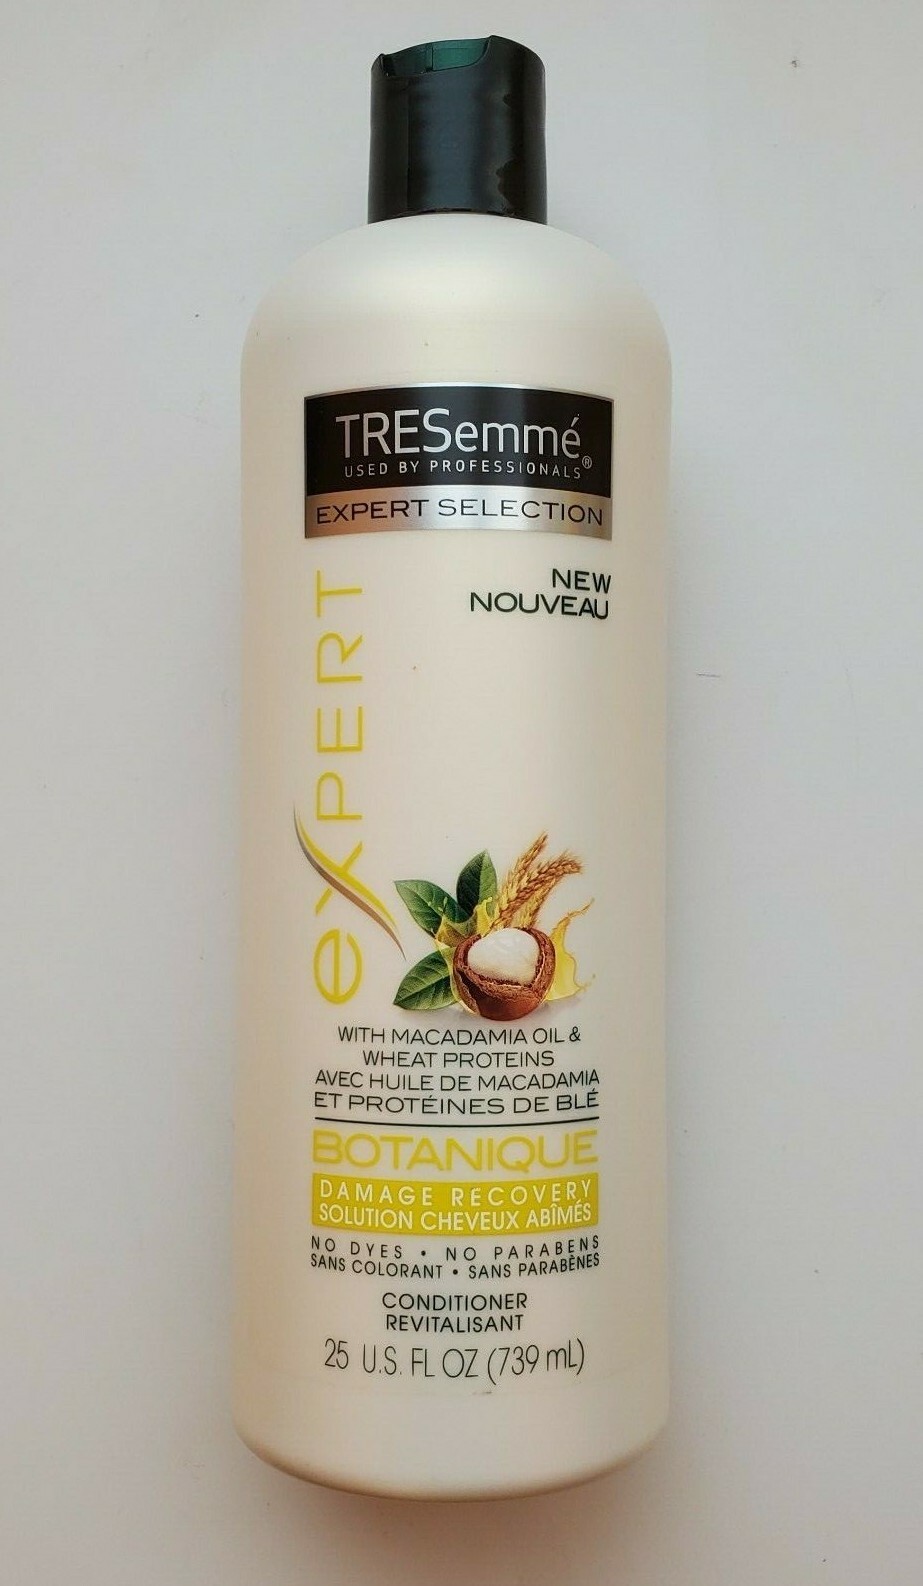 TRESemmé
USED BY PROFESSIONALS®
EXPERT SELECTION
NEW
NOUVEAU
eXPERT
WITH MACADAMIA OIL &
WHEAT PROTEINS
AVEC HUILE DE MACADAMIA
ET PROTÉINES DE BLÉ
BOTANIQUE
DAMAGE RECOVERY
SOLUTION CHEVEUX ABÎMÉS
NO DYES • NO PARABENS
SANS COLORANT • SANS PARABÈNES
CONDITIONER
REVITALISANT
25 U.S. FL OZ (739 mL)